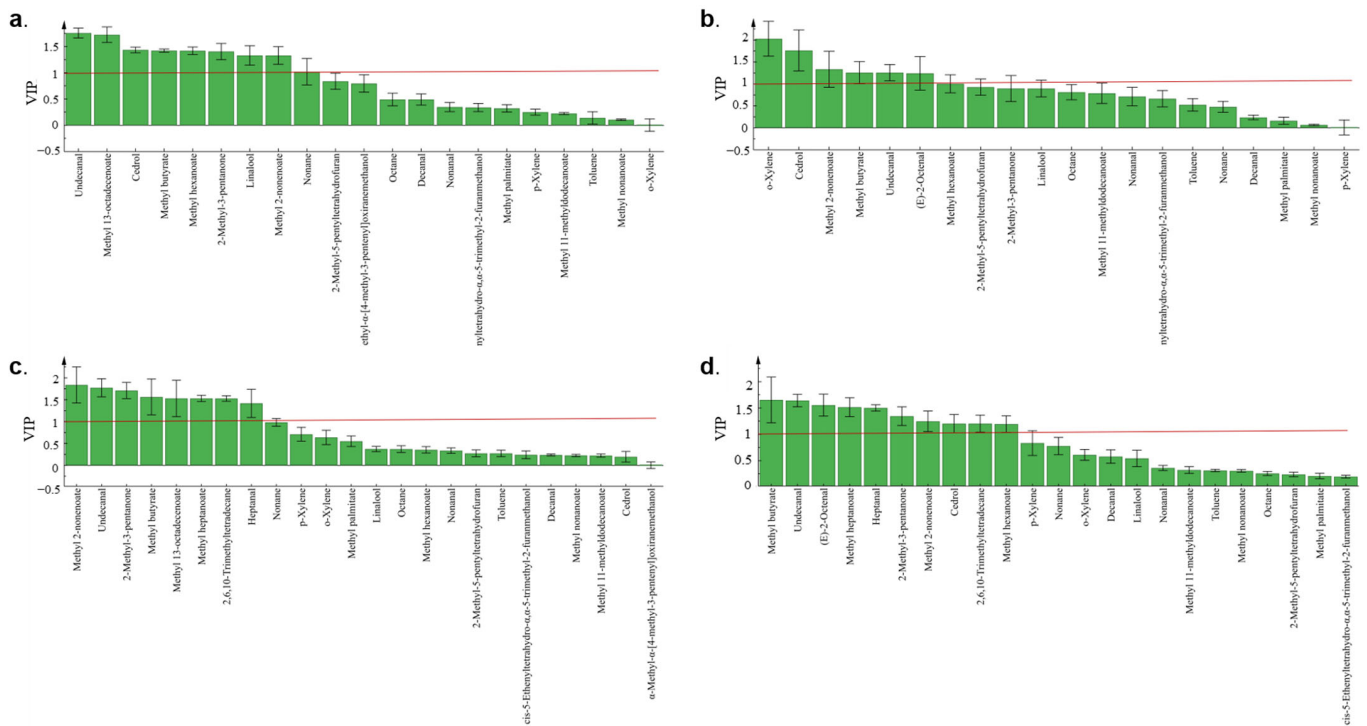 a.
VIP
1.5
1
0.5
0
−0.5
Undecanal
Methyl 13-octadecenoate
Cedrol
Methyl butyrate
Methyl hexanoate
2-Methyl-3-pentanone
Linalool
Methyl 2-nonenoate
Nonane
2-Methyl-5-pentyltetrahydrofuran
ethyl-α-[4-methyl-3-pentenyl]oxiranemethanol
Octane
Decanal
Nonanal
nyltetrahydro-α,α-5-trimethyl-2-furanmethanol
Methyl palmitate
p-Xylene
Methyl 11-methyldodecanoate
Toluene
Methyl nonanoate
o-Xylene
b.
VIP
2
1.5
1
0.5
0
−0.5
o-Xylene
Cedrol
Methyl 2-nonenoate
Methyl butyrate
Undecanal
(E)-2-Octenal
Methyl hexanoate
2-Methyl-5-pentyltetrahydrofuran
2-Methyl-3-pentanone
Linalool
Octane
Methyl 11-methyldodecanoate
Nonanal
nyltetrahydro-α,α-5-trimethyl-2-furanmethanol
Toluene
Nonane
Decanal
Methyl palmitate
Methyl nonanoate
p-Xylene
c.
VIP
2
1.5
1
0.5
0
−0.5
Methyl 2-nonenoate
Undecanal
2-Methyl-3-pentanone
Methyl butyrate
Methyl 13-octadecenoate
Methyl heptanoate
2,6,10-Trimethyltetradecane
Heptanal
Nonane
p-Xylene
o-Xylene
Methyl palmitate
Linalool
Octane
Methyl hexanoate
Nonanal
2-Methyl-5-pentyltetrahydrofuran
Toluene
cis-5-Ethenyltetrahydro-α,α-5-trimethyl-2-furanmethanol
Decanal
Methyl nonanoate
Methyl 11-methyldodecanoate
Cedrol
α-Methyl-α-[4-methyl-3-pentenyl]oxiranemethanol
d.
VIP
2
1.5
1
0.5
0
Methyl butyrate
Undecanal
(E)-2-Octenal
Methyl heptanoate
Heptanal
2-Methyl-3-pentanone
Methyl 2-nonenoate
Cedrol
2,6,10-Trimethyltetradecane
Methyl hexanoate
p-Xylene
Nonane
o-Xylene
Decanal
Linalool
Nonanal
Methyl 11-methyldodecanoate
Toluene
Methyl nonanoate
Octane
2-Methyl-5-pentyltetrahydrofuran
Methyl palmitate
cis-5-Ethenyltetrahydro-α,α-5-trimethyl-2-furanmethanol